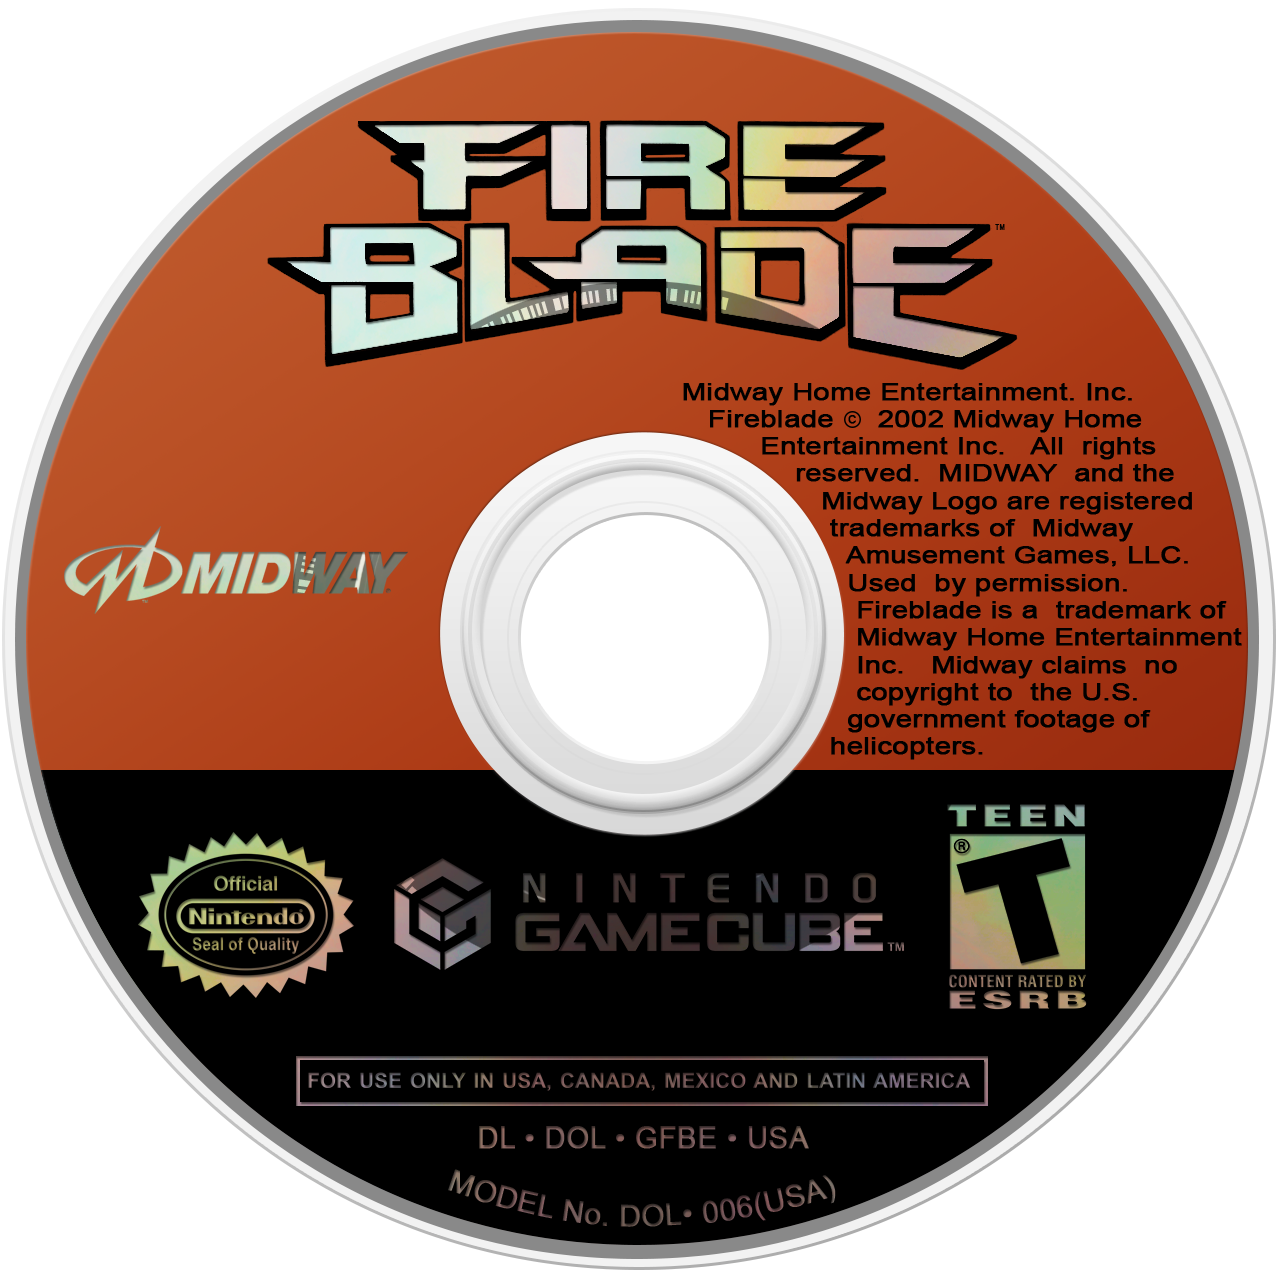 FIRE
BLADE™
Midway Home Entertainment. Inc.
Fireblade © 2002 Midway Home
Entertainment Inc. All rights
reserved. MIDWAY and the
Midway Logo are registered
trademarks of Midway
Amusement Games, LLC.
Used by permission.
Fireblade is a trademark of
Midway Home Entertainment
Inc. Midway claims no
copyright to the U.S.
government footage of
helicopters.
MIDWAY
Official
Nintendo®
Seal of Quality
NINTENDO
GAMECUBE™
TEEN
®
T
CONTENT RATED BY
ESRB
FOR USE ONLY IN USA, CANADA, MEXICO AND LATIN AMERICA
DL • DOL • GFBE • USA
MODEL No. DOL• 006(USA)